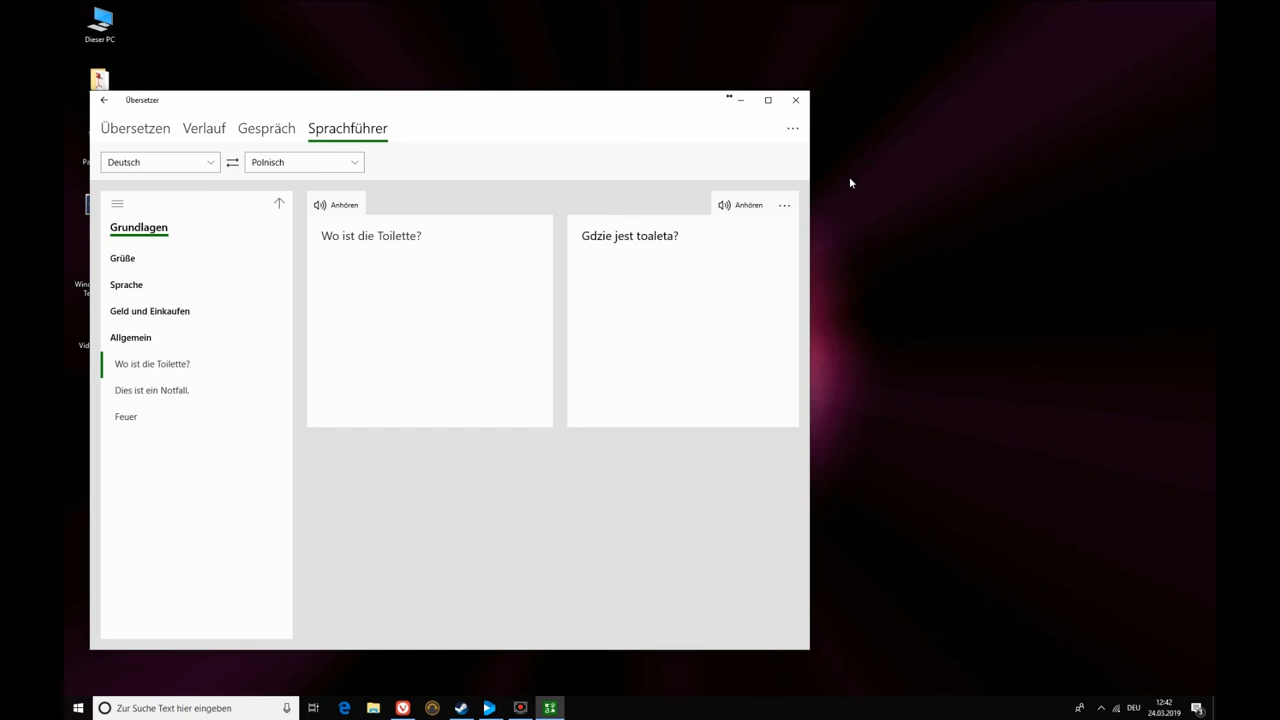 Dieser PC
Übersetzer
Übersetzen Verlauf Gespräch Sprachführer
Deutsch Polnisch
Anhören Anhören
Grundlagen
Wo ist die Toilette? Gdzie jest toaleta?
Grüße
Sprache
Geld und Einkaufen
Allgemein
Wo ist die Toilette?
Dies ist ein Notfall.
Feuer
Zur Suche Text hier eingeben
DEU
12:42
24.03.2019
3